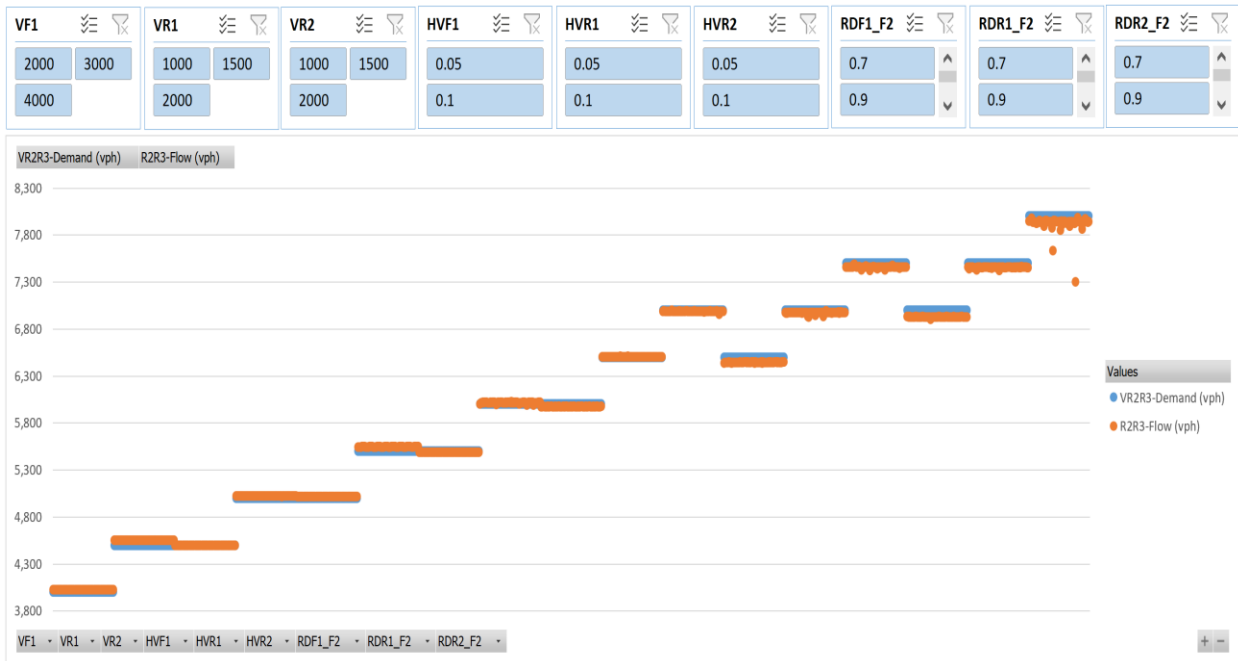 VF1 VR1 VR2 HVF1 HVR1 HVR2 RDF1_F2 RDR1_F2 RDR2_F2
2000 3000 1000 1500 1000 1500 0.05 0.05 0.05 0.7 0.7 0.7
4000 2000 2000 0.1 0.1 0.1 0.9 0.9 0.9
VR2R3-Demand (vph) R2R3-Flow (vph)
8,300
7,800
7,300
6,800
6,300
5,800
5,300
4,800
4,300
3,800
Values
VR2R3-Demand (vph)
R2R3-Flow (vph)
VF1 VR1 VR2 HVF1 HVR1 HVR2 RDF1_F2 RDR1_F2 RDR2_F2
+ −